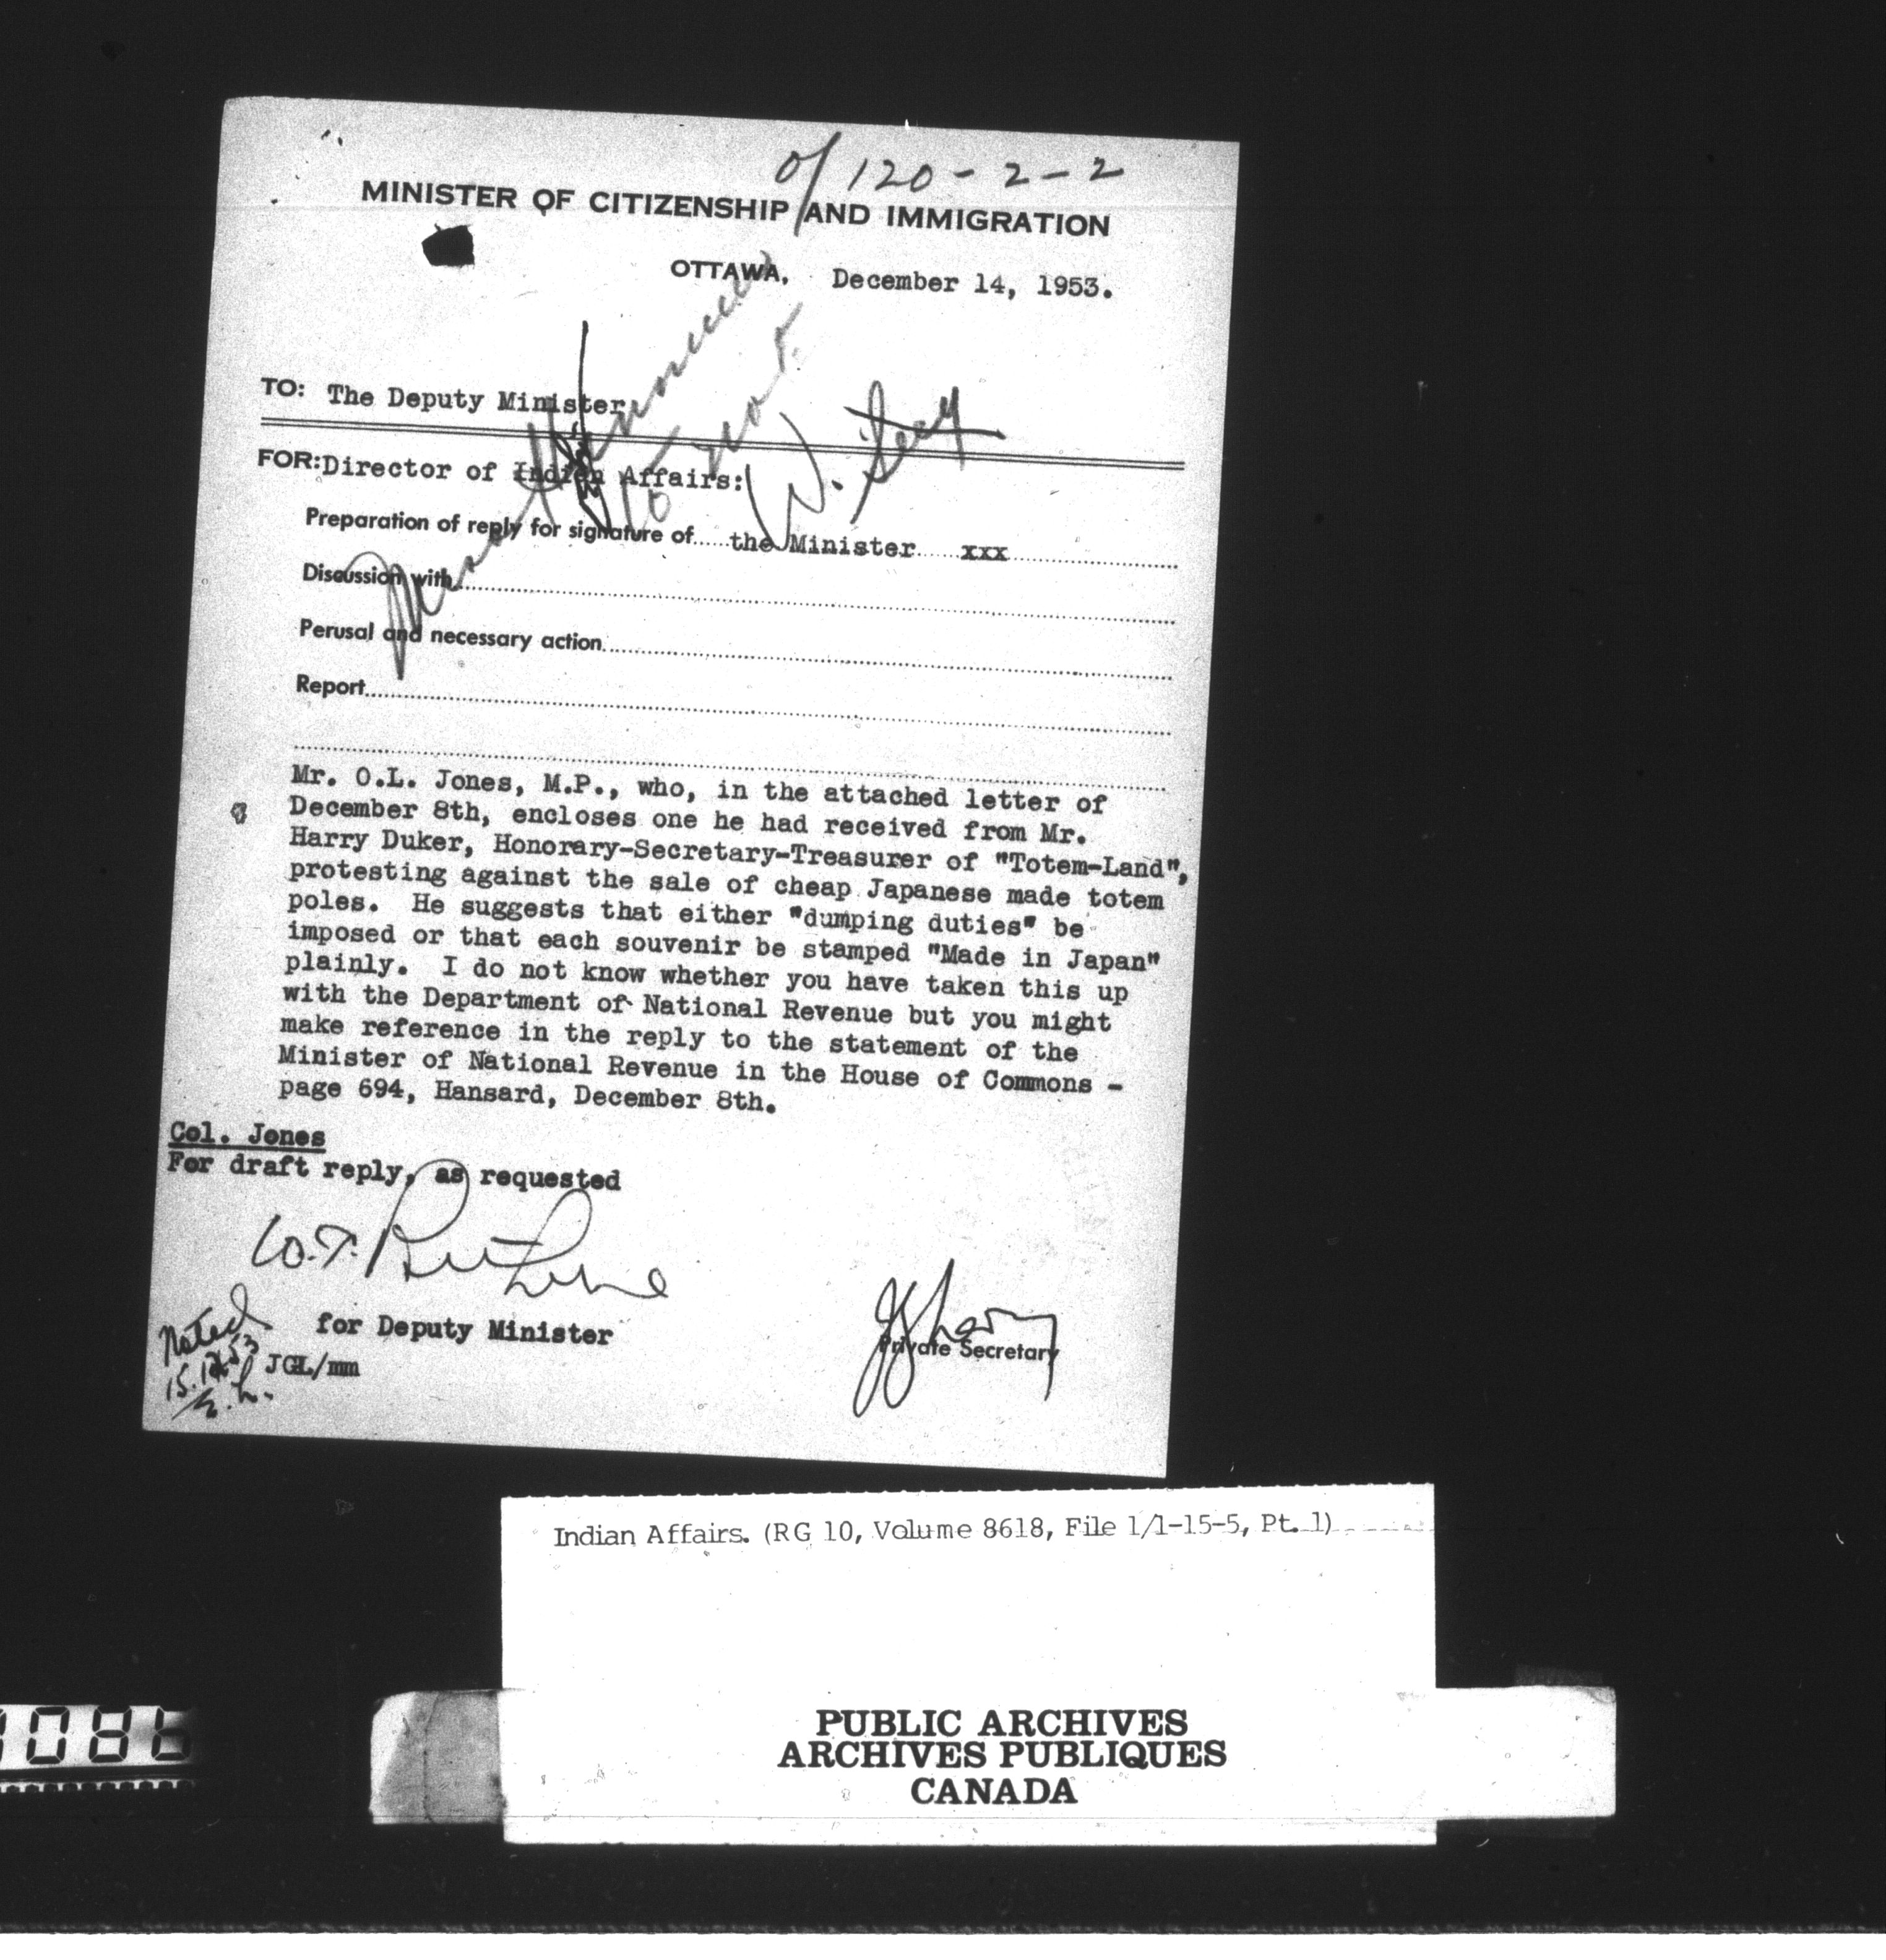 of 120-2-2
MINISTER OF CITIZENSHIP AND IMMIGRATION
OTTAWA, December 14, 1953.
TO: The Deputy Minister
FOR: Director of Indian Affairs:
W.
Preparation of reply for signature of.....the Minister.....xxx
Discussion with
Perusal and necessary action
Report
Mr. O.L. Jones, M.P., who, in the attached letter of
December 8th, encloses one he had received from Mr.
Harry Duker, Honorary-Secretary-Treasurer of "Totem-Land",
protesting against the sale of cheap Japanese made totem
poles. He suggests that either "dumping duties" be
imposed or that each souvenir be stamped "Made in Japan"
plainly. I do not know whether you have taken this up
with the Department of National Revenue but you might
make reference in the reply to the statement of the
Minister of National Revenue in the House of Commons -
page 694, Hansard, December 8th.
Col. Jones
For draft reply, as requested
W.T.
for Deputy Minister
Private Secretary
Noted
15.12.53
JGL/mm
Indian Affairs. (RG 10, Volume 8618, File 1/1-15-5, Pt. 1)
PUBLIC ARCHIVES
ARCHIVES PUBLIQUES
CANADA